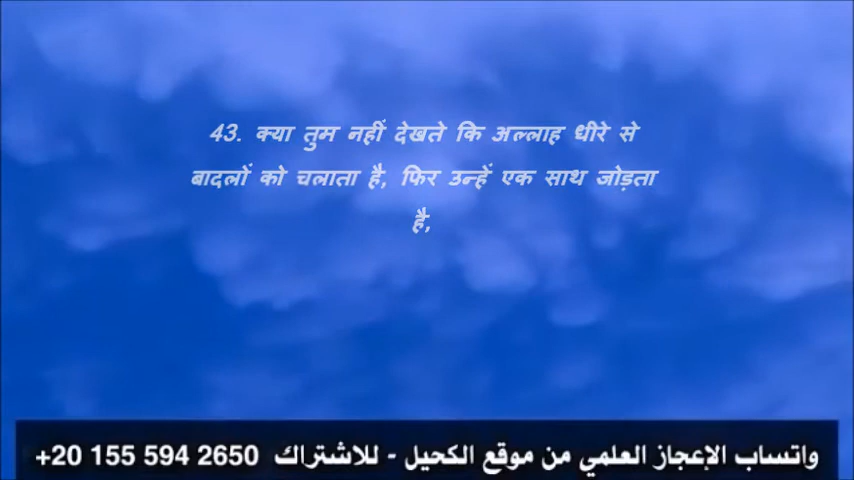 43. क्या तुम नहीं देखते कि अल्लाह धीरे से
बादलों को चलाता है, फिर उन्हें एक साथ जोड़ता
है,
واتساب الإعجاز العلمي من موقع الكحيل - للاشتراك 2650 594 155 20+